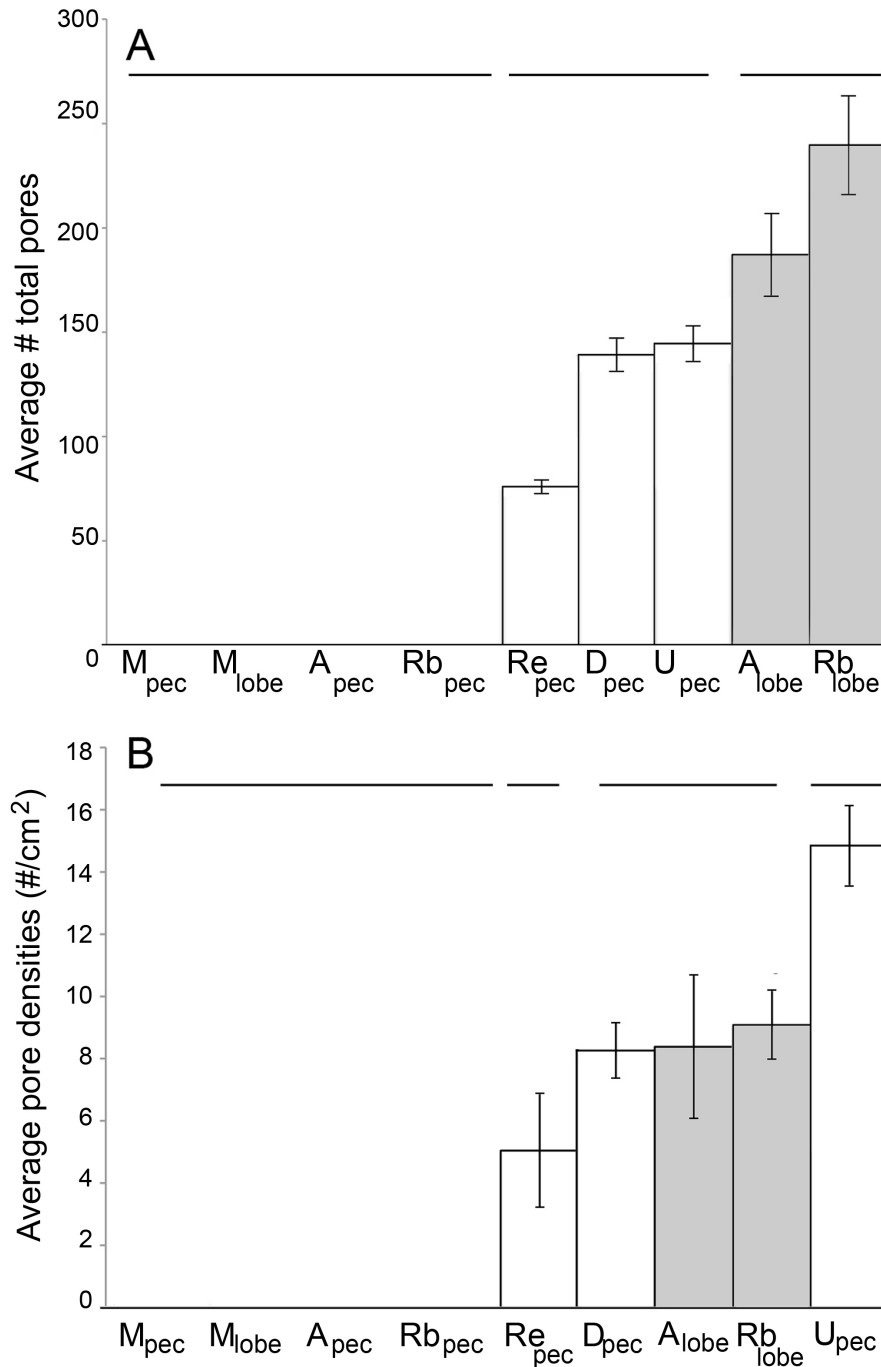 A
Average # total pores
300
250
200
150
100
50
0
M pec M lobe A pec Rb pec Re pec D pec U pec A lobe Rb lobe
B
Average pore densities (#/cm²)
18
16
14
12
10
8
6
4
2
0
M pec M lobe A pec Rb pec Re pec D pec A lobe Rb lobe U pec